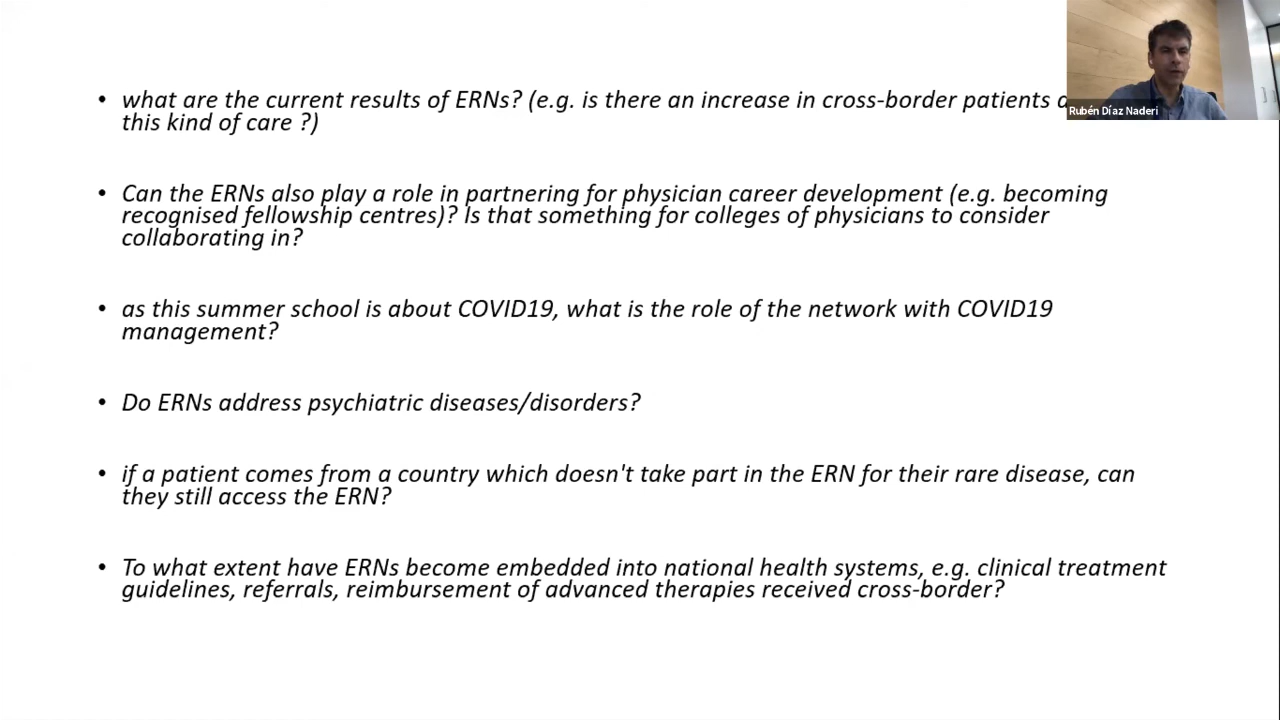 • what are the current results of ERNs? (e.g. is there an increase in cross-border patients
this kind of care ?)
Rubén Díaz Naderi
• Can the ERNs also play a role in partnering for physician career development (e.g. becoming
recognised fellowship centres)? Is that something for colleges of physicians to consider
collaborating in?
• as this summer school is about COVID19, what is the role of the network with COVID19
management?
• Do ERNs address psychiatric diseases/disorders?
• if a patient comes from a country which doesn't take part in the ERN for their rare disease, can
they still access the ERN?
• To what extent have ERNs become embedded into national health systems, e.g. clinical treatment
guidelines, referrals, reimbursement of advanced therapies received cross-border?